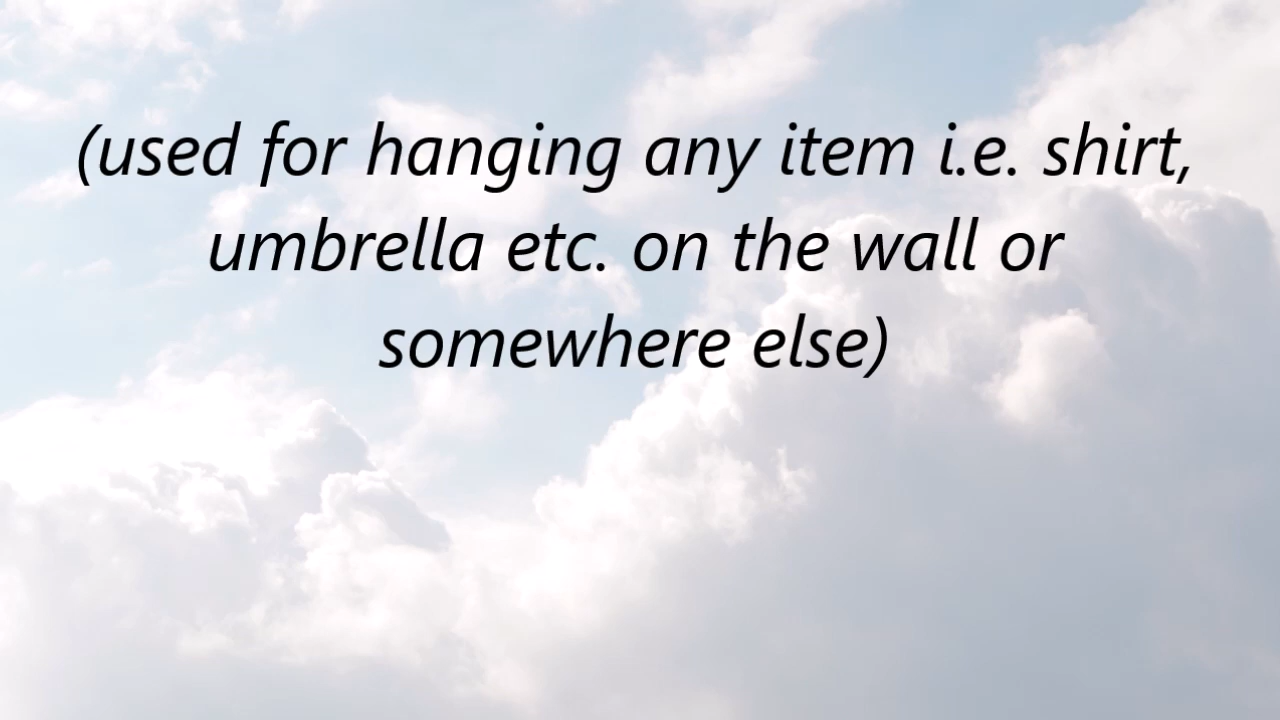 (used for hanging any item i.e. shirt,
umbrella etc. on the wall or
somewhere else)